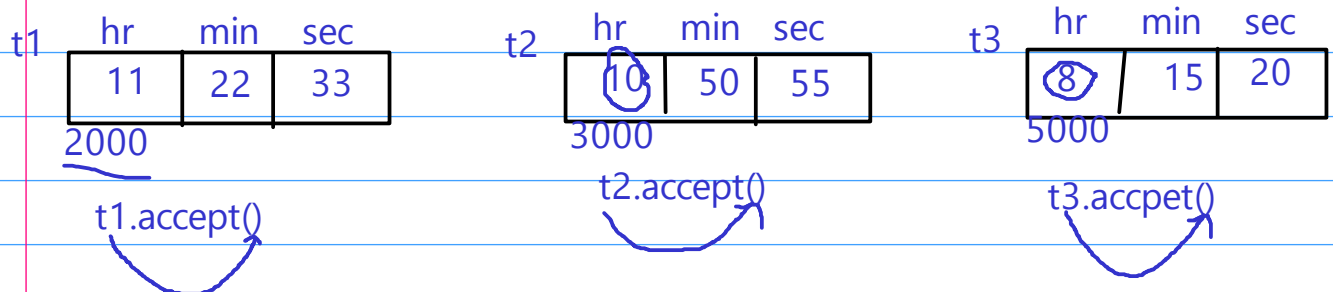 t1 hr min sec
11 22 33
2000
t1.accept()
t2 hr min sec
10 50 55
3000
t2.accept()
t3 hr min sec
8 15 20
5000
t3.accpet()